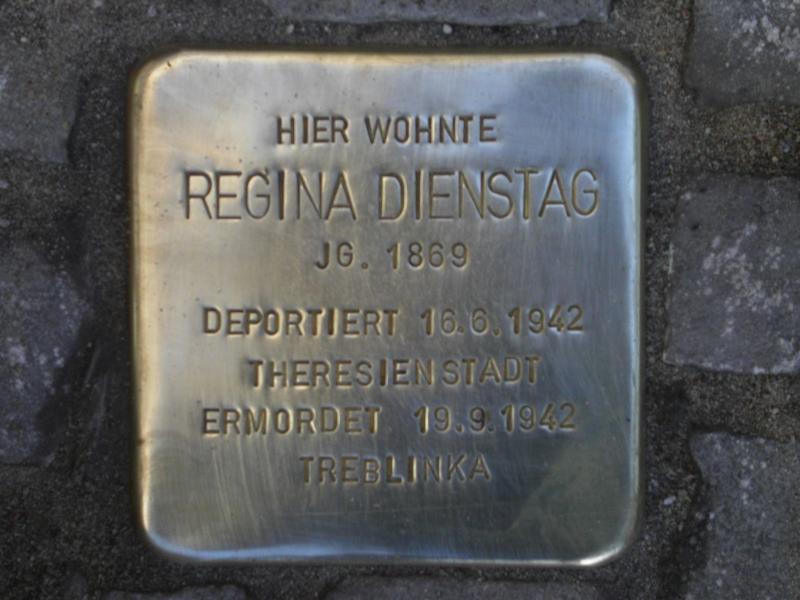 HIER WOHNTE
REGINA DIENSTAG
JG. 1869
DEPORTIERT 16.6.1942
THERESIENSTADT
ERMORDET 19.9.1942
TREBLINKA